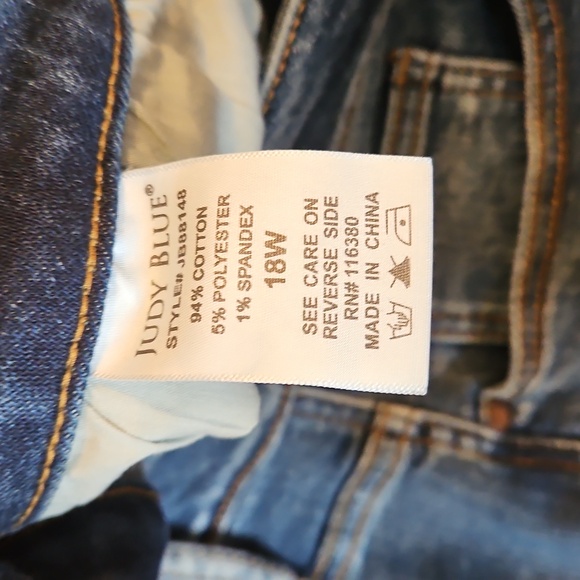 JUDY BLUE®
STYLE# JB88148
94% COTTON
5% POLYESTER
1% SPANDEX
18W
SEE CARE ON
REVERSE SIDE
RN# 116380
MADE IN CHINA